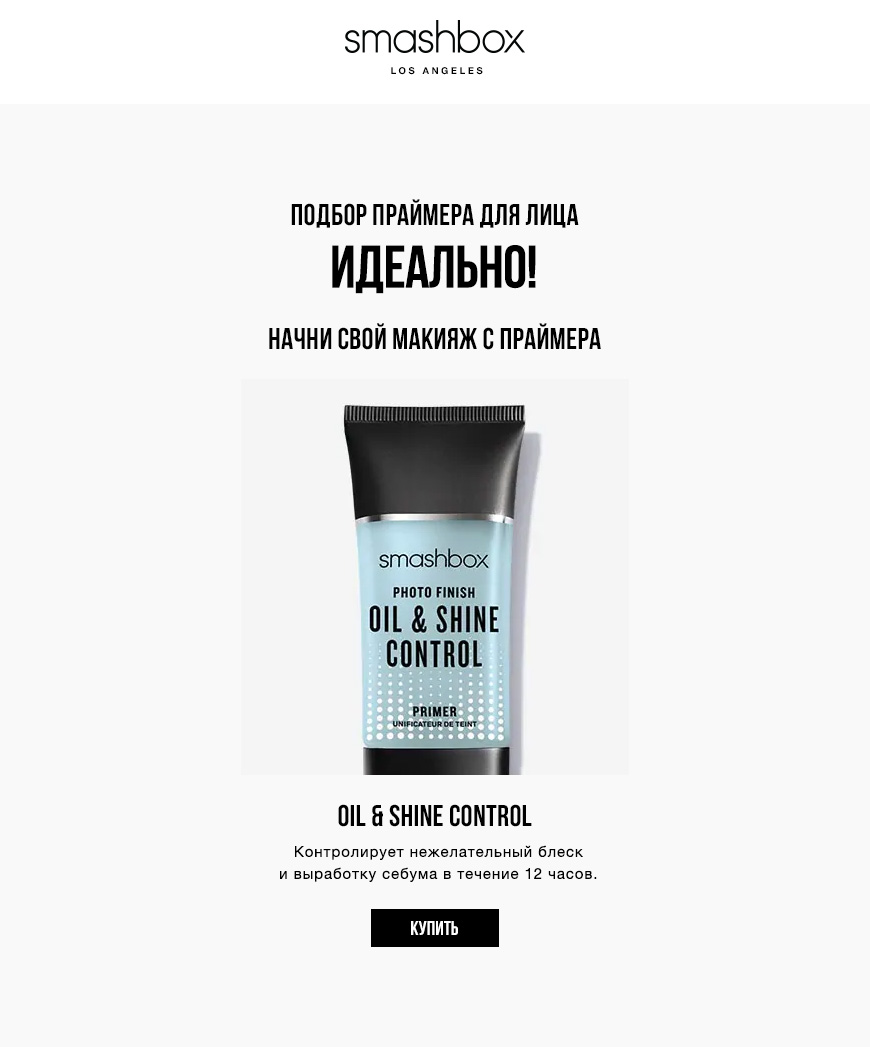 smashbox
LOS ANGELES
ПОДБОР ПРАЙМЕРА ДЛЯ ЛИЦА
ИДЕАЛЬНО!
НАЧНИ СВОЙ МАКИЯЖ С ПРАЙМЕРА
smashbox
PHOTO FINISH
OIL & SHINE
CONTROL
PRIMER
UNIFICATEUR DE TEINT
OIL & SHINE CONTROL
Контролирует нежелательный блеск
и выработку себума в течение 12 часов.
КУПИТЬ